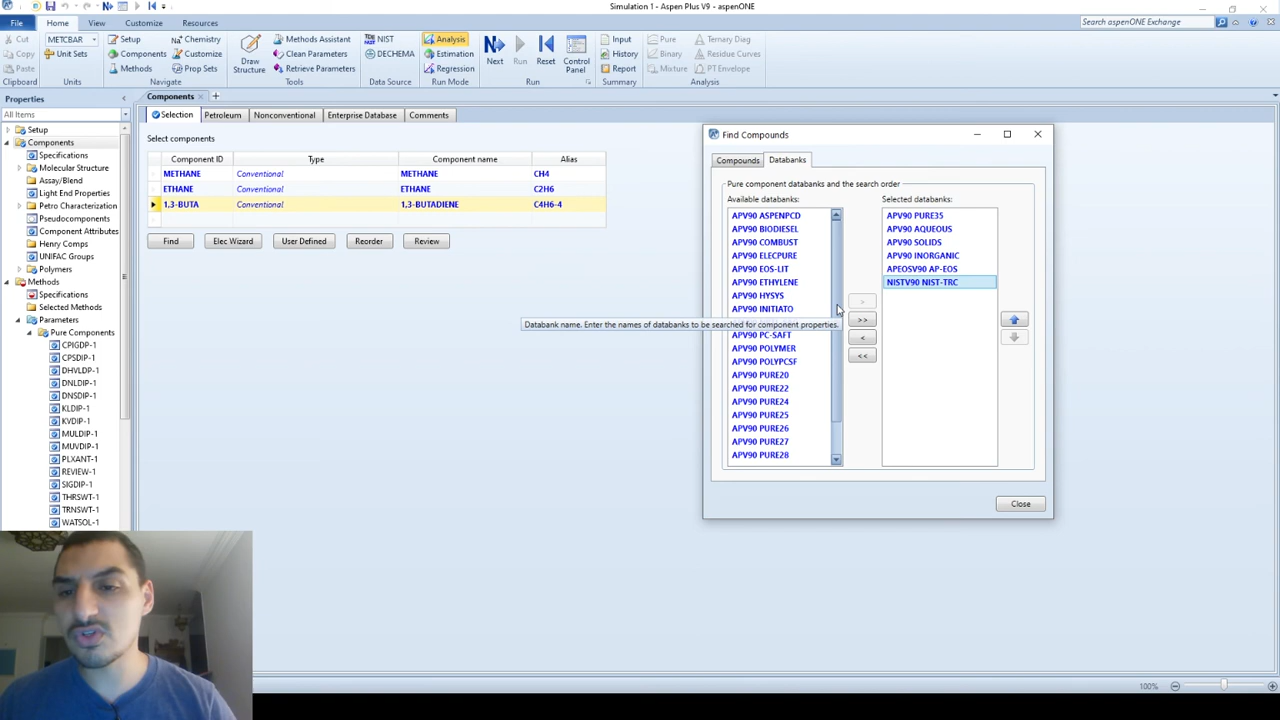 Simulation 1 - Aspen Plus V9 - aspenONE
File Home View Customize Resources Search aspenONE Exchange
Cut METCBAR Setup Chemistry Methods Assistant NIST Analysis Input Pure Ternary Diag
Copy Unit Sets Components Customize Draw Structure Clean Parameters DECHEMA Estimation Next Run Reset Control Panel History Binary Residue Curves
Paste Methods Prop Sets Retrieve Parameters Regression Report Mixture PT Envelope
Clipboard Units Navigate Tools Data Source Run Mode Run Summary Analysis
Properties
All Items
Setup
Components
Specifications
Molecular Structure
Assay/Blend
Light End Properties
Petro Characterization
Pseudocomponents
Component Attributes
Henry Comps
UNIFAC Groups
Polymers
Methods
Specifications
Selected Methods
Parameters
Pure Components
CPIGDP-1
CPSDIP-1
DHVLDP-1
DNLDIP-1
DNSDIP-1
KLDIP-1
KVDIP-1
MULDIP-1
MUVDIP-1
PLXANT-1
REVIEW-1
SIGDIP-1
THRSWT-1
TRNSWT-1
WATSOL-1
Components
Selection Petroleum Nonconventional Enterprise Database Comments
Select components
Component ID Type Component name Alias
METHANE Conventional METHANE CH4
ETHANE Conventional ETHANE C2H6
1,3-BUTA Conventional 1,3-BUTADIENE C4H6-4
Find Elec Wizard User Defined Reorder Review
Find Compounds
Compounds Databanks
Pure component databanks and the search order
Available databanks:
APV90 ASPENPCD
APV90 BIODIESEL
APV90 COMBUST
APV90 ELECPURE
APV90 EOS-LIT
APV90 ETHYLENE
APV90 HYSYS
APV90 INITIATO
Databank name. Enter the names of databanks to be searched for component properties.
APV90 PC-SAFT
APV90 POLYMER
APV90 POLYPCSF
APV90 PURE20
APV90 PURE22
APV90 PURE24
APV90 PURE25
APV90 PURE26
APV90 PURE27
APV90 PURE28
>
>>
<
<<
Selected databanks:
APV90 PURE35
APV90 AQUEOUS
APV90 SOLIDS
APV90 INORGANIC
APEOSV90 AP-EOS
NISTV90 NIST-TRC
Close
100%